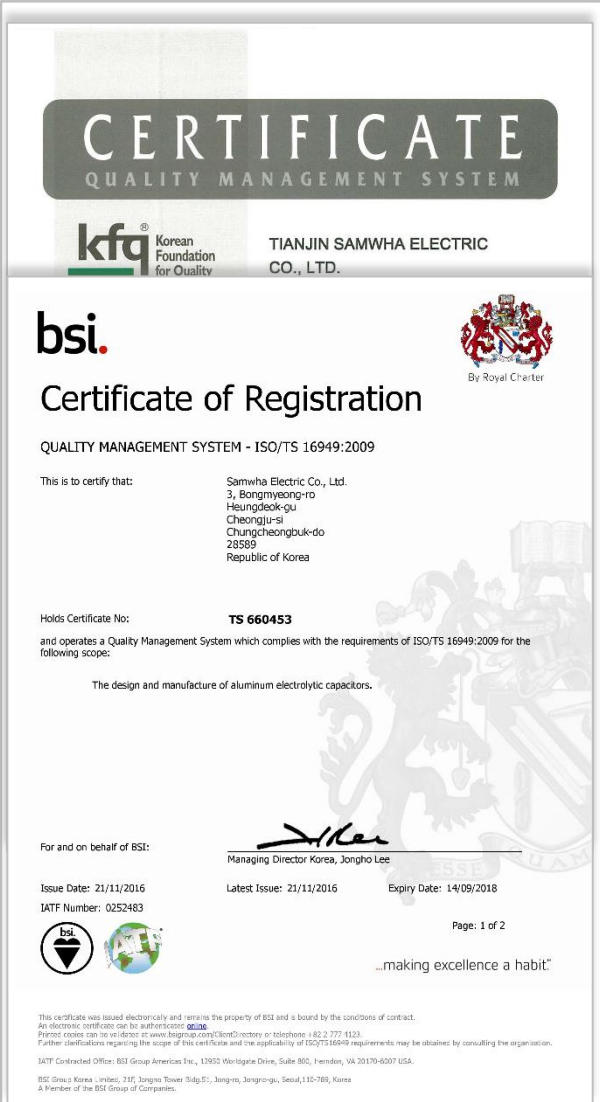 CERTIFICATE
QUALITY MANAGEMENT SYSTEM
kfq®
Korean
Foundation
for Quality
TIANJIN SAMWHA ELECTRIC
CO., LTD.
bsi.
By Royal Charter
Certificate of Registration
QUALITY MANAGEMENT SYSTEM - ISO/TS 16949:2009
This is to certify that:
Samwha Electric Co., Ltd.
3, Bongmyeong-ro
Heungdeok-gu
Cheongju-si
Chungcheongbuk-do
28589
Republic of Korea
Holds Certificate No:
TS 660453
and operates a Quality Management System which complies with the requirements of ISO/TS 16949:2009 for the
following scope:
The design and manufacture of aluminum electrolytic capacitors.
For and on behalf of BSI:
Managing Director Korea, Jongho Lee
Issue Date: 21/11/2016
Latest Issue: 21/11/2016
Expiry Date: 14/09/2018
IATF Number: 0252483
Page: 1 of 2
bsi.
IATF
...making excellence a habit.™
This certificate was issued electronically and remains the property of BSI and is bound by the conditions of contract.
An electronic certificate can be authenticated online.
Printed copies can be validated at www.bsigroup.com/ClientDirectory or telephone +82 2 777 4123.
Further clarifications regarding the scope of this certificate and the applicability of ISO/TS16949 requirements may be obtained by consulting the organization.
IATF Contracted Office: BSI Group Americas Inc., 12950 Worldgate Drive, Suite 800, Herndon, VA 20170-6007 USA.
BSI Group Korea Limited, 21F, Jongno Tower Bldg.51, Jong-ro, Jongno-gu, Seoul,110-789, Korea
A Member of the BSI Group of Companies.